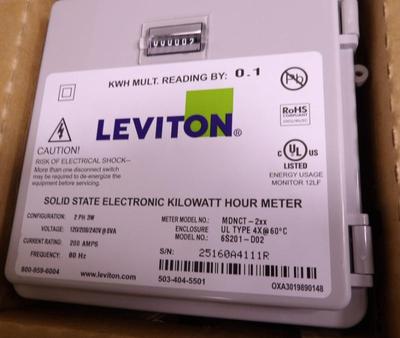 000002
KWH MULT. READING BY: 0.1
Pb
RoHS
COMPLIANT
LEVITON®
CAUTION!
RISK OF ELECTRICAL SHOCK—
More than one disconnect switch
may be required to de-energize the
equipment before servicing.
C UL US
LISTED
ENERGY USAGE
MONITOR 12LF
SOLID STATE ELECTRONIC KILOWATT HOUR METER
CONFIGURATION: 2 PH 3W
VOLTAGE: 120/208/240V @ 6VA
CURRENT RATING: 200 AMPS
FREQUENCY: 60 Hz
METER MODEL: MDNCT-2xx
ENCLOSURE UL TYPE 4X@60°C
MODEL NO.: 6S201-D02
S/N: 25160A4111R
800-959-6004
www.leviton.com
503-404-5501
OXA3019890148